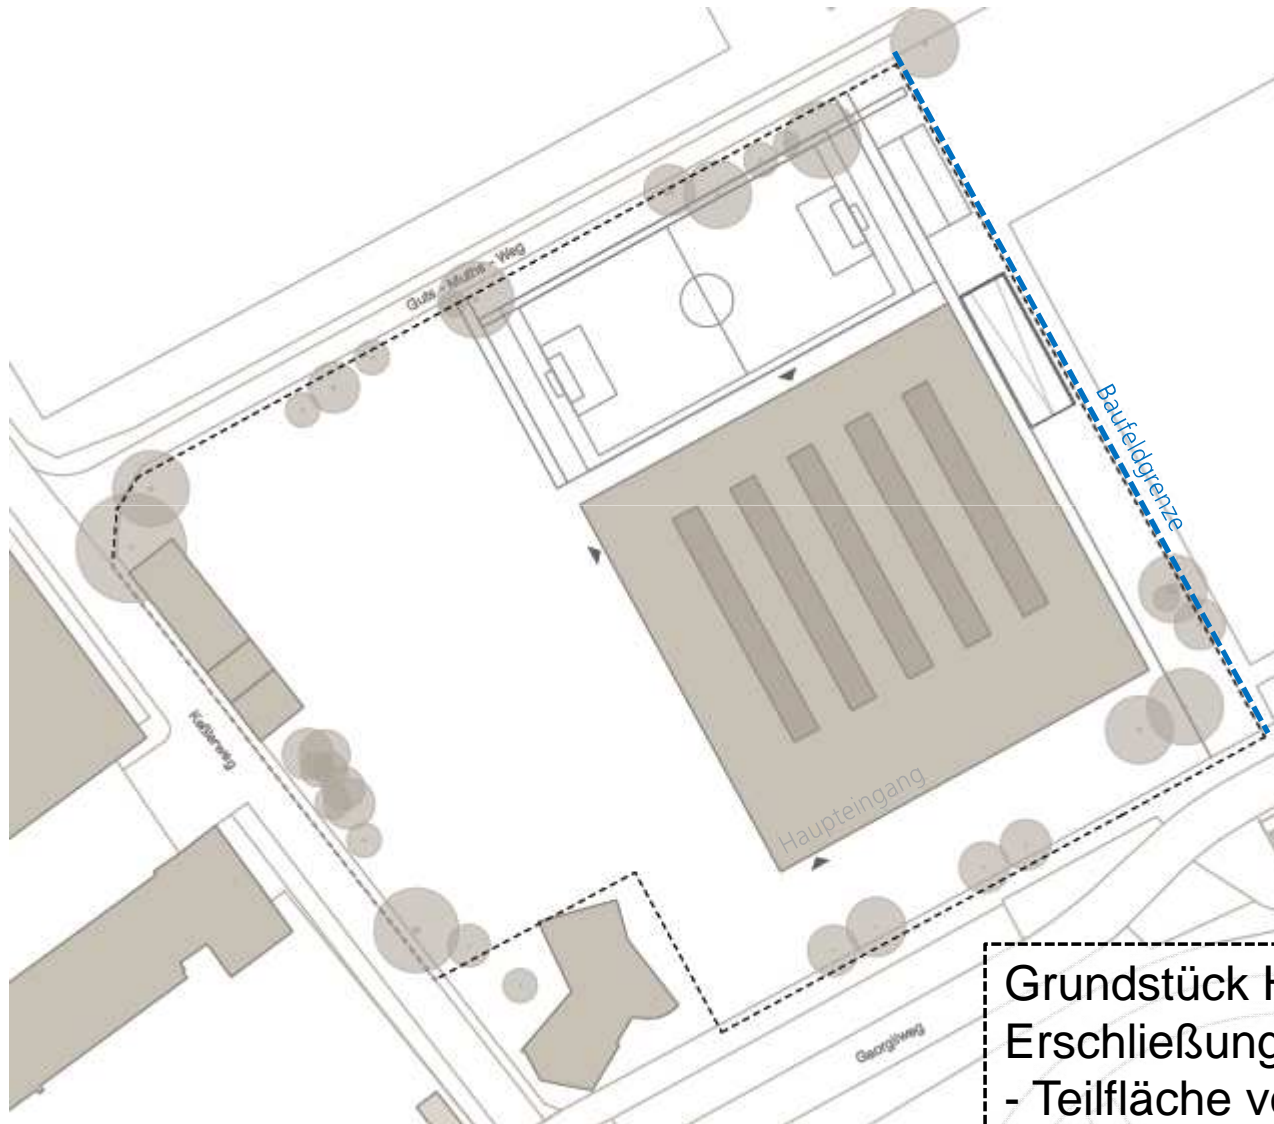 Guts - Muths - Weg
Baufeldgrenze
Keßlerweg
Haupteingang
Georgiiweg
Grundstück
Erschließung
- Teilfläche